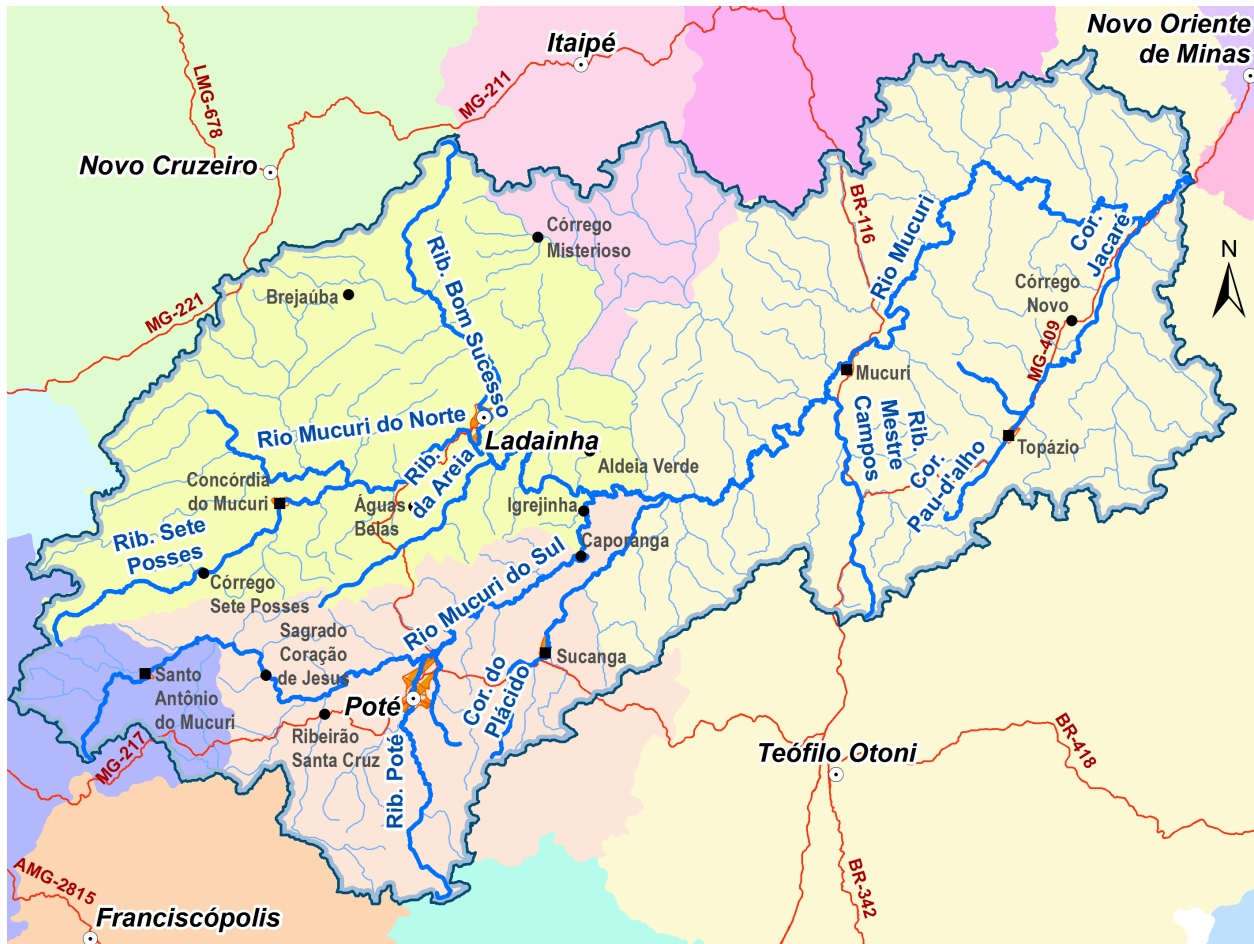 Novo Oriente
de Minas
Itaipé
LMG-678
MG-211
Novo Cruzeiro
BR-116
Rio Mucuri
Cor.
Jacaré
Córrego
Misterioso
Rib. Bom Sucesso
N
Brejaúba
Córrego
Novo
MG-221
MG-409
Mucuri
Rio Mucuri do Norte
Ladainha
Rib.
Mestre
Campos
Rib.
da Areia
Aldeia Verde
Topázio
Cor.
Pau-d'alho
Concórdia
do Mucuri
Águas
Belas
Igrejinha
Rib. Sete
Posses
Caporanga
Rio Mucuri do Sul
Córrego
Sete Posses
Sagrado
Coração
de Jesus
Sucanga
Santo
Antônio
do Mucuri
Cor. do
Plácido
Poté
Ribeirão
Santa Cruz
Rib. Poté
MG-217
Teófilo Otoni
BR-418
AMG-2815
BR-342
Franciscópolis